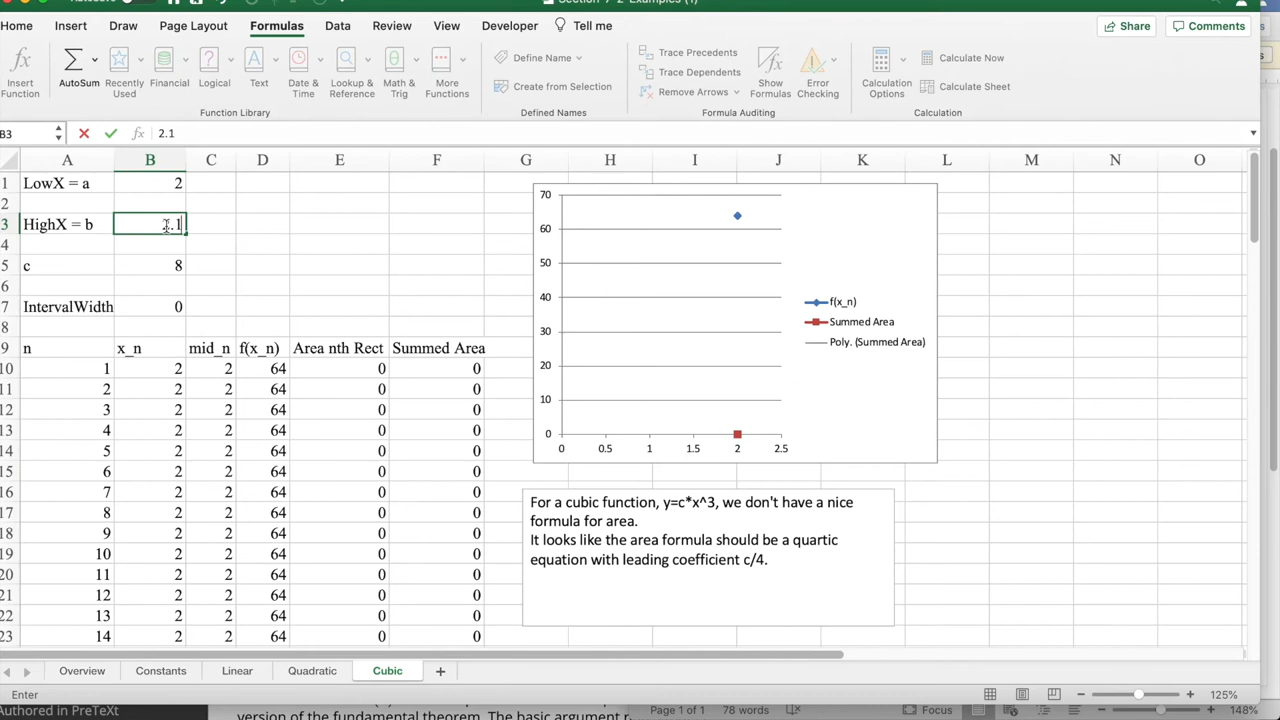 Section-7-2-Examples (1)
Home Insert Draw Page Layout Formulas Data Review View Developer Tell me Share Comments
Insert Function
AutoSum
Recently Used
Financial
Logical
Text
Date & Time
Lookup & Reference
Math & Trig
More Functions
Define Name
Create from Selection
Trace Precedents
Trace Dependents
Remove Arrows
Show Formulas
Error Checking
Calculation Options
Calculate Now
Calculate Sheet
Function Library
Defined Names
Formula Auditing
Calculation
B3 fx 2.1
A B C D E F G H I J K L M N O
1 LowX = a 2
2
3 HighX = b 2.1
4
5 c 8
6
7 IntervalWidth 0
8
9 n x_n mid_n f(x_n) Area nth Rect Summed Area
10 1 2 2 64 0 0
11 2 2 2 64 0 0
12 3 2 2 64 0 0
13 4 2 2 64 0 0
14 5 2 2 64 0 0
15 6 2 2 64 0 0
16 7 2 2 64 0 0
17 8 2 2 64 0 0
18 9 2 2 64 0 0
19 10 2 2 64 0 0
20 11 2 2 64 0 0
21 12 2 2 64 0 0
22 13 2 2 64 0 0
23 14 2 2 64 0 0
70
60
50
40
30
20
10
0
0 0.5 1 1.5 2 2.5
f(x_n)
Summed Area
Poly. (Summed Area)
For a cubic function, y=c*x^3, we don't have a nice
formula for area.
It looks like the area formula should be a quartic
equation with leading coefficient c/4.
Overview Constants Linear Quadratic Cubic +
Enter 125%
Authored in PreTeXt
version of the fundamental theorem. The basic argument
Page 1 of 1 78 words Focus 148%